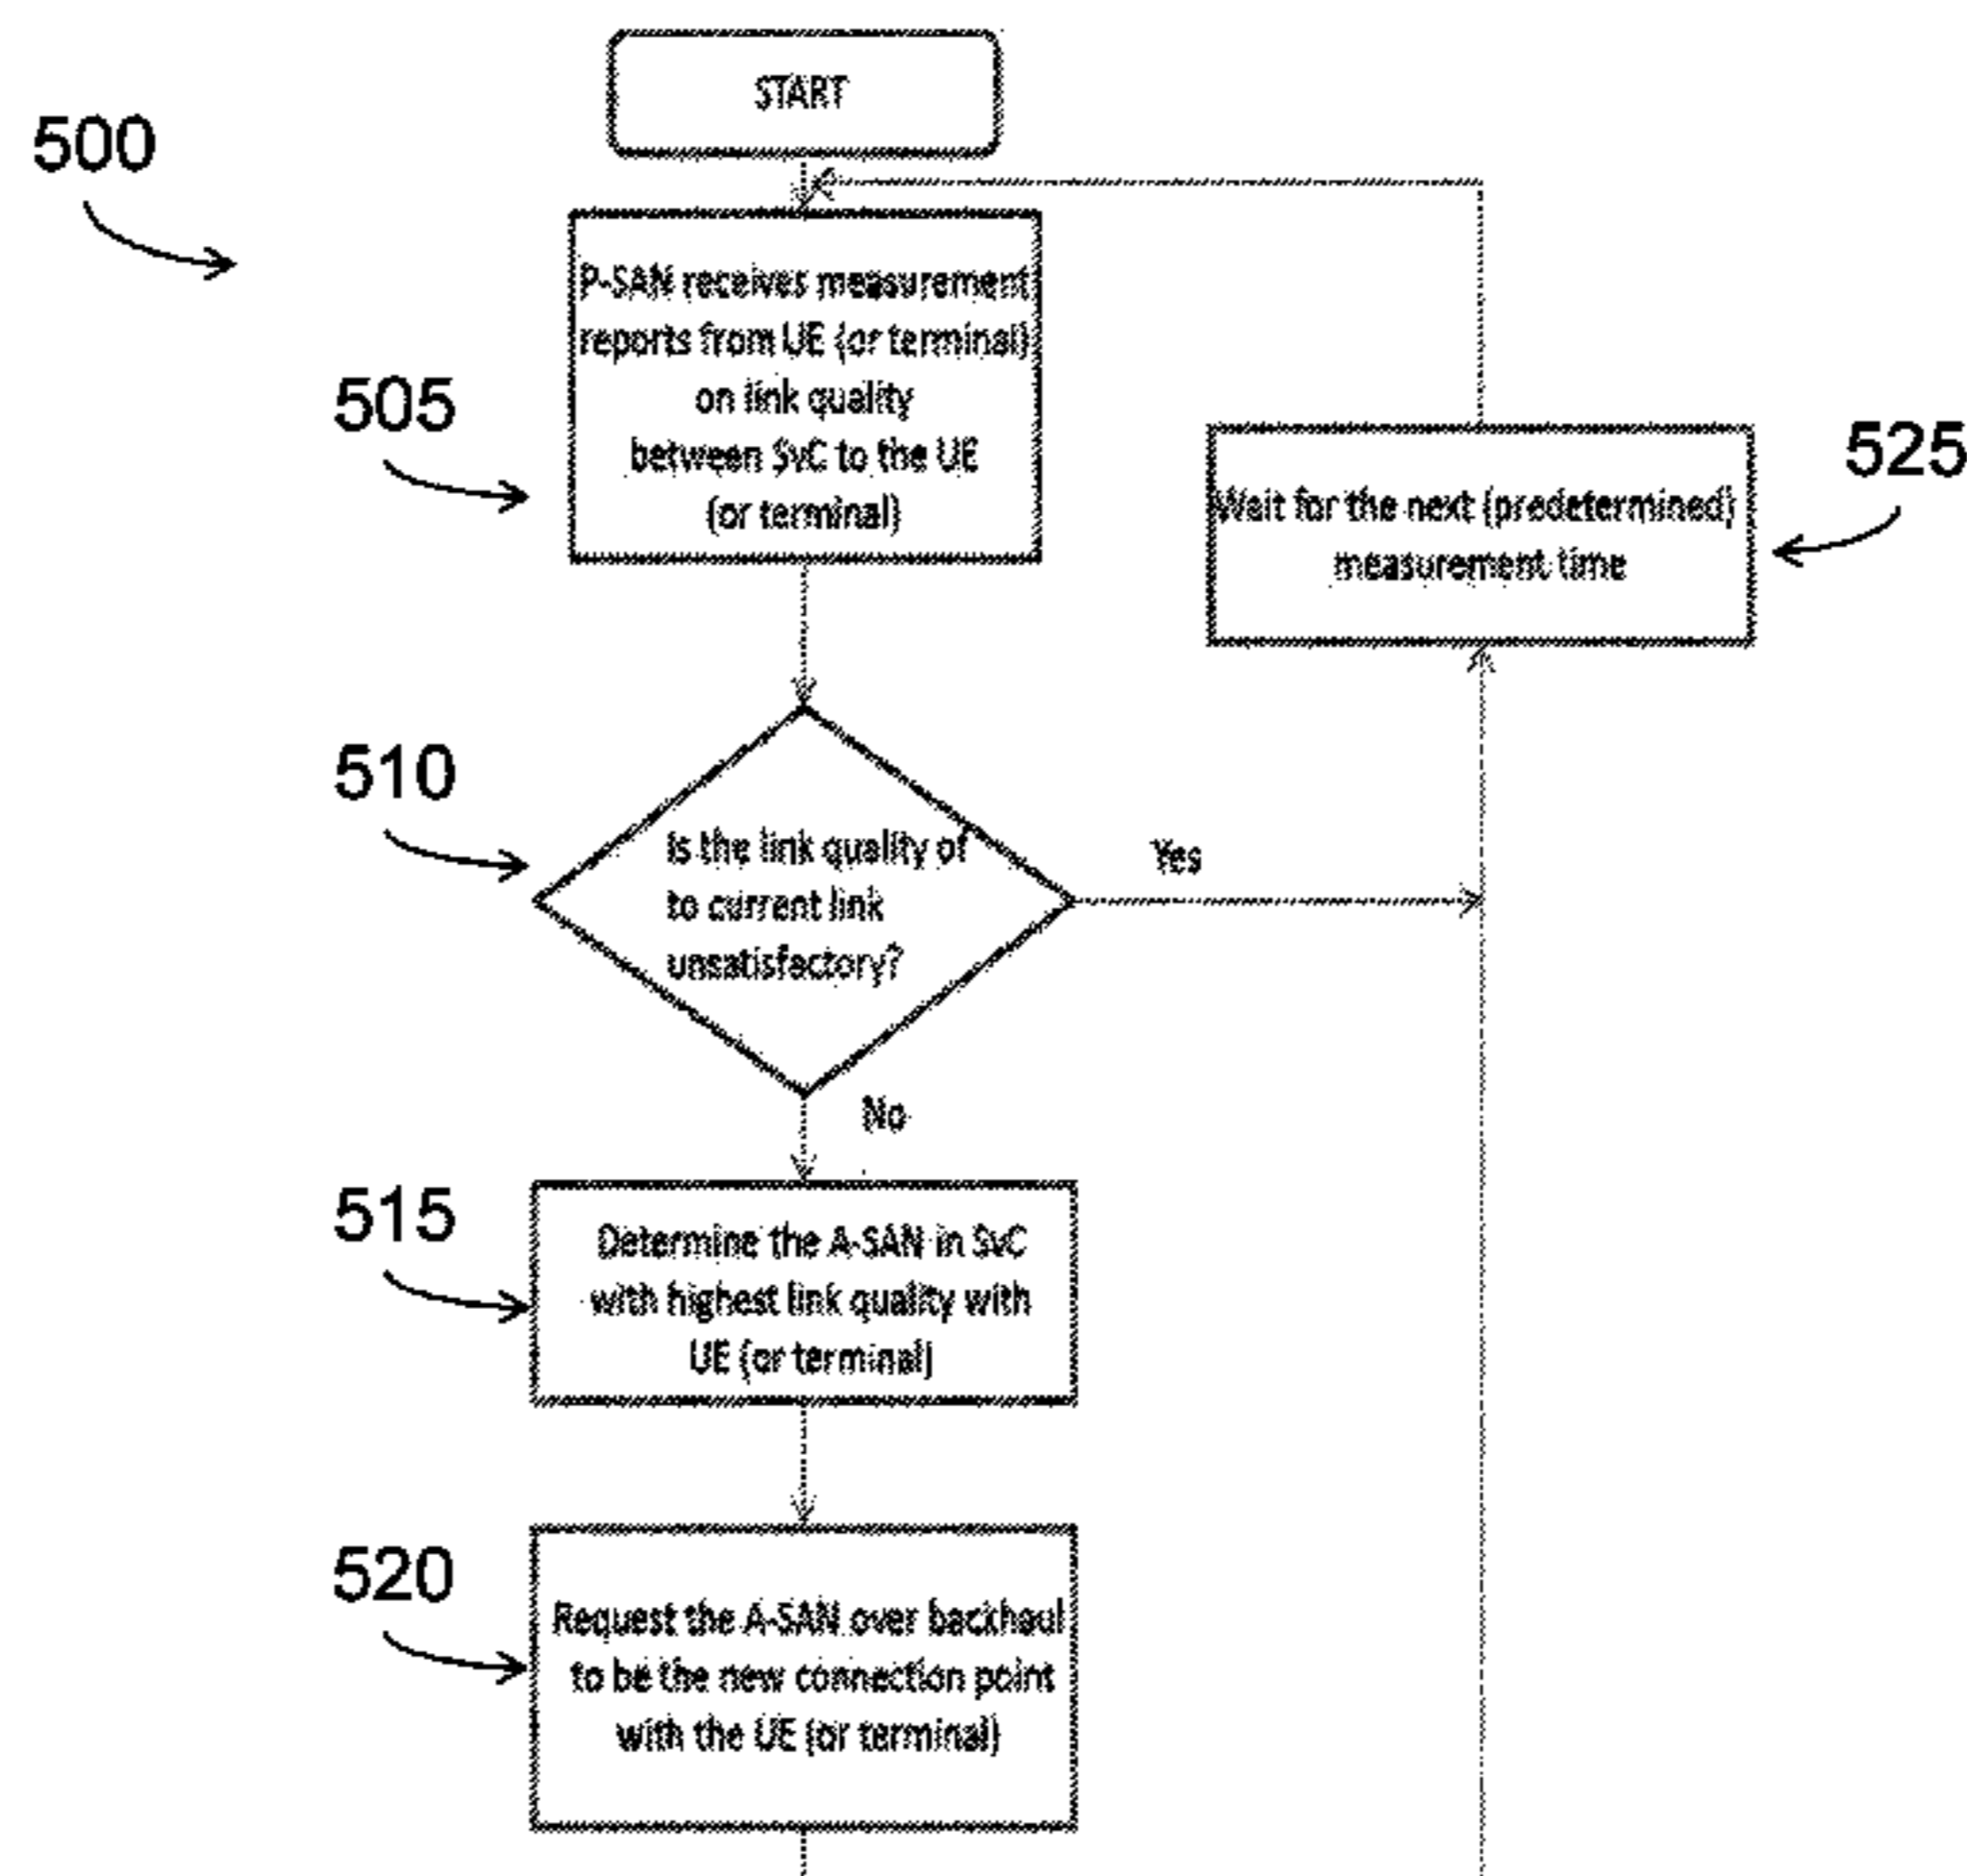 START
500
P-SAN receives measurement
reports from UE (or terminal)
on link quality
between SvC to the UE
(or terminal)
505
525
Wait for the next (predetermined)
measurement time
510
Is the link quality of
to current link
unsatisfactory?
Yes
No
515
Determine the A-SAN in SvC
with highest link quality with
UE (or terminal)
520
Request the A-SAN over backhaul
to be the new connection point
with the UE (or terminal)